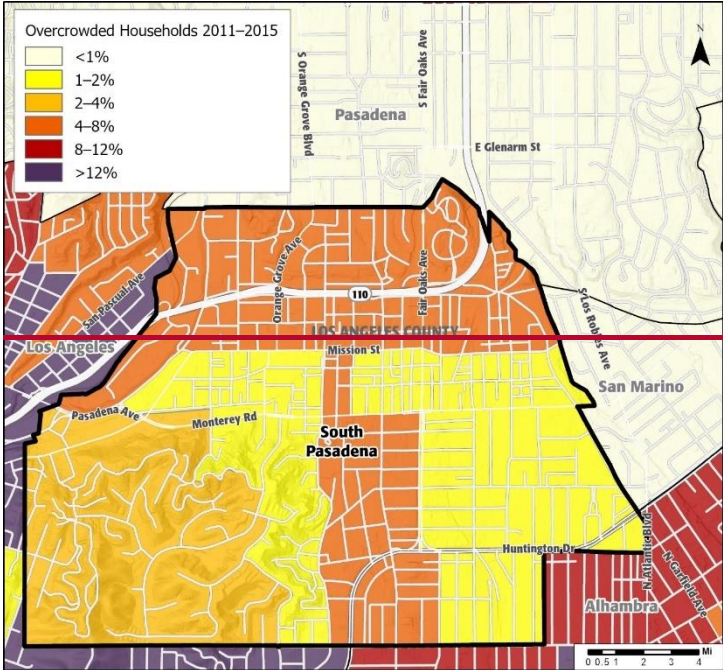 Overcrowded Households 2011–2015
<1%
1–2%
2–4%
4–8%
8–12%
>12%
N
S Orange Grove Blvd
S Fair Oaks Ave
Pasadena
E Glenarm St
San Pascual Ave
Orange Grove Ave
110
Fair Oaks Ave
S Los Robles Ave
LOS ANGELES COUNTY
Los Angeles
Mission St
San Marino
Pasadena Ave
Monterey Rd
South
Pasadena
Huntington Dr
N Atlantic Blvd
N Garfield Ave
Alhambra
Mi
0 0.5 1 2 3 4